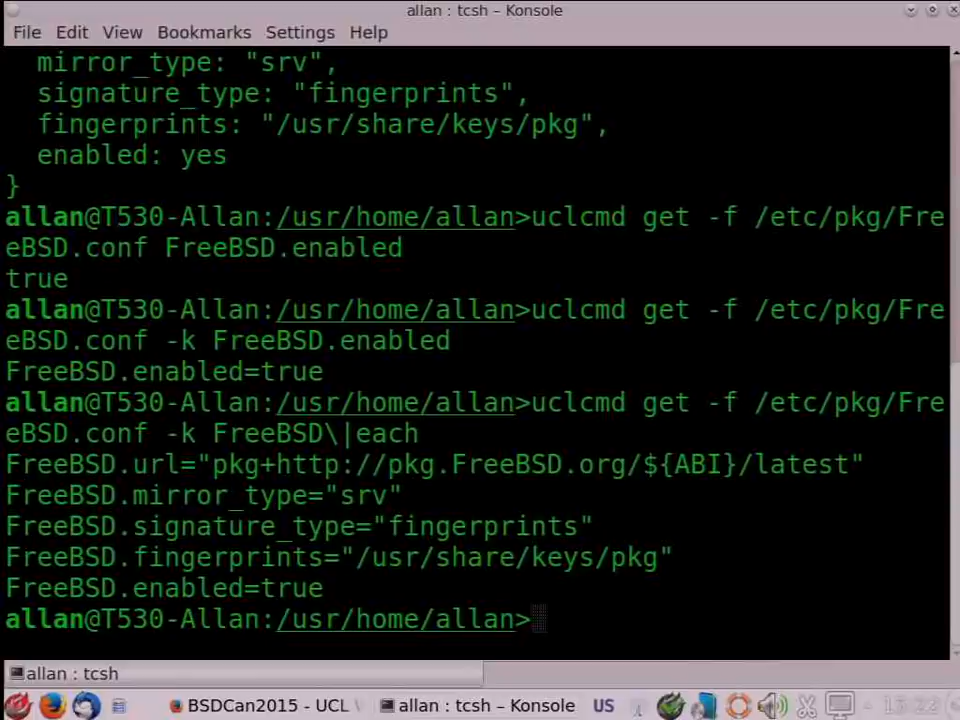 allan : tcsh – Konsole
File Edit View Bookmarks Settings Help
mirror_type: "srv",
signature_type: "fingerprints",
fingerprints: "/usr/share/keys/pkg",
enabled: yes
}
allan@T530-Allan:/usr/home/allan>uclcmd get -f /etc/pkg/Fre
eBSD.conf FreeBSD.enabled
true
allan@T530-Allan:/usr/home/allan>uclcmd get -f /etc/pkg/Fre
eBSD.conf -k FreeBSD.enabled
FreeBSD.enabled=true
allan@T530-Allan:/usr/home/allan>uclcmd get -f /etc/pkg/Fre
eBSD.conf -k FreeBSD\|each
FreeBSD.url="pkg+http://pkg.FreeBSD.org/${ABI}/latest"
FreeBSD.mirror_type="srv"
FreeBSD.signature_type="fingerprints"
FreeBSD.fingerprints="/usr/share/keys/pkg"
FreeBSD.enabled=true
allan@T530-Allan:/usr/home/allan>
allan : tcsh
BSDCan2015 - UCL allan : tcsh – Konsole US